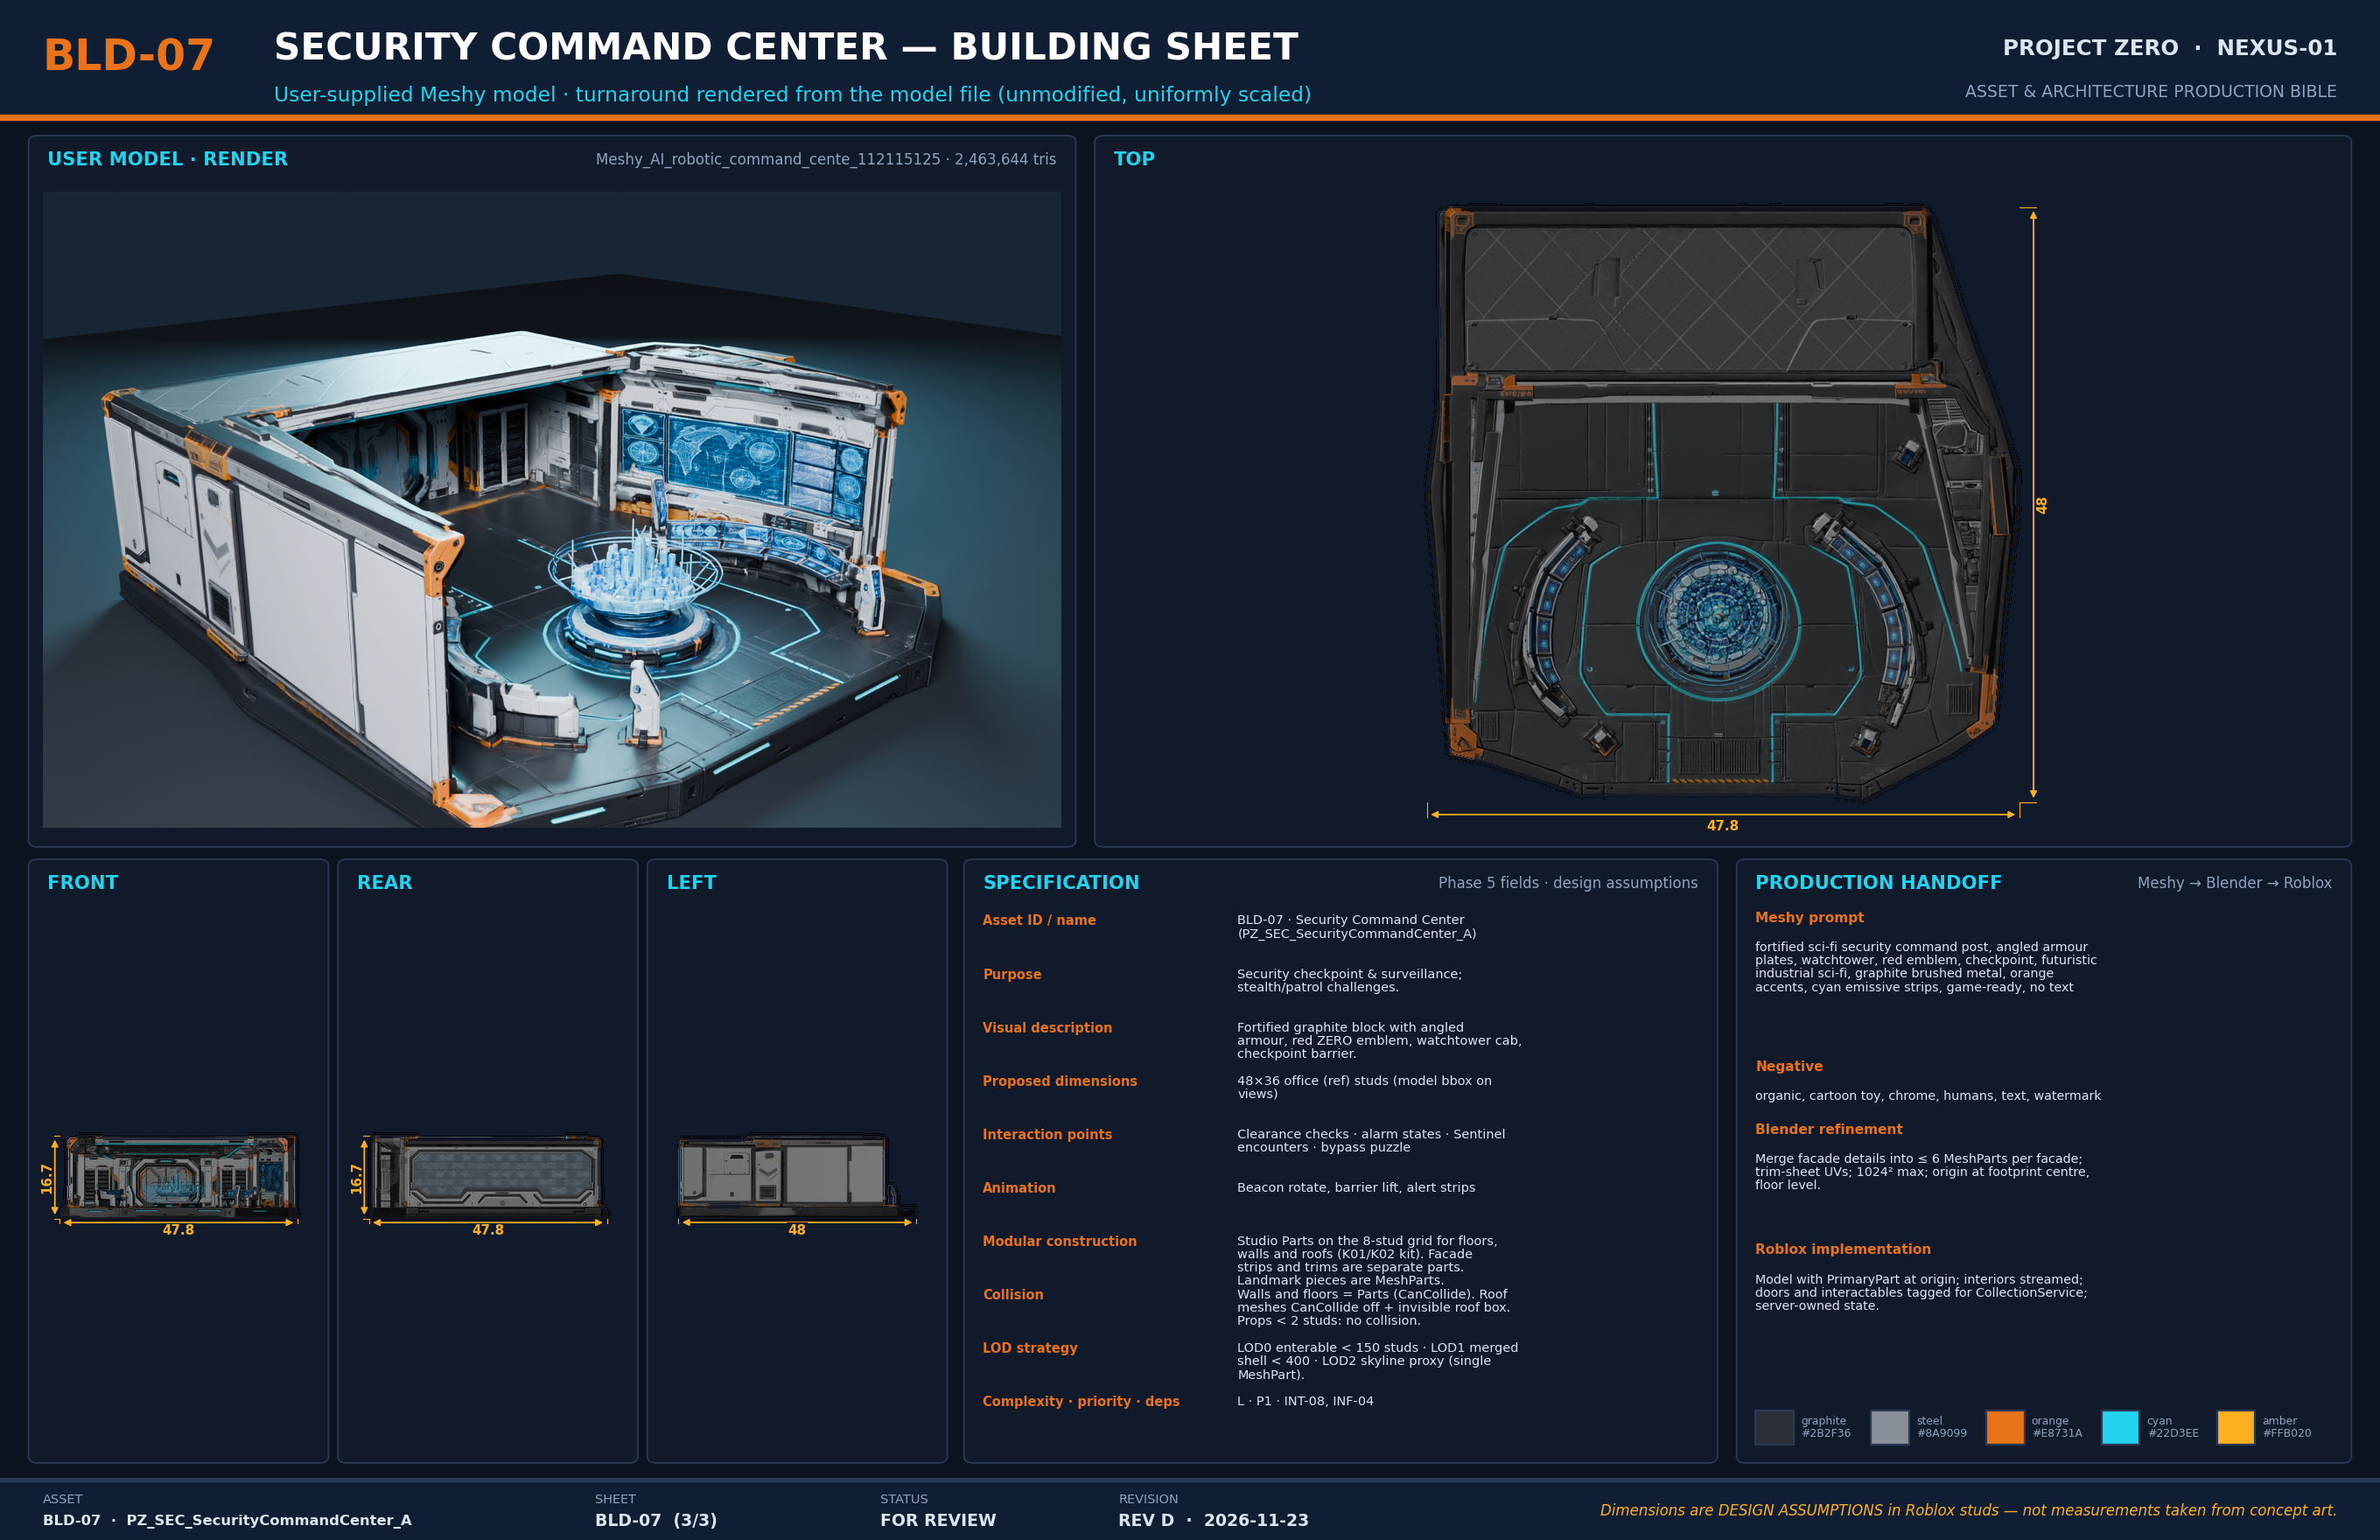 BLD-07
SECURITY COMMAND CENTER — BUILDING SHEET
User-supplied Meshy model · turnaround rendered from the model file (unmodified, uniformly scaled)
PROJECT ZERO · NEXUS-01
ASSET & ARCHITECTURE PRODUCTION BIBLE
USER MODEL · RENDER
Meshy_AI_robotic_command_cente_112115125 · 2,463,644 tris
TOP
48
47.8
FRONT
16.7
47.8
REAR
16.7
47.8
LEFT
48
SPECIFICATION
Phase 5 fields · design assumptions
Asset ID / name
BLD-07 · Security Command Center
(PZ_SEC_SecurityCommandCenter_A)
Purpose
Security checkpoint & surveillance;
stealth/patrol challenges.
Visual description
Fortified graphite block with angled
armour, red ZERO emblem, watchtower cab,
checkpoint barrier.
Proposed dimensions
48×36 office (ref) studs (model bbox on
views)
Interaction points
Clearance checks · alarm states · Sentinel
encounters · bypass puzzle
Animation
Beacon rotate, barrier lift, alert strips
Modular construction
Studio Parts on the 8-stud grid for floors,
walls and roofs (K01/K02 kit). Facade
strips and trims are separate parts.
Landmark pieces are MeshParts.
Collision
Walls and floors = Parts (CanCollide). Roof
meshes CanCollide off + invisible roof box.
Props < 2 studs: no collision.
LOD strategy
LOD0 enterable < 150 studs · LOD1 merged
shell < 400 · LOD2 skyline proxy (single
MeshPart).
Complexity · priority · deps
L · P1 · INT-08, INF-04
PRODUCTION HANDOFF
Meshy → Blender → Roblox
Meshy prompt
fortified sci-fi security command post, angled armour
plates, watchtower, red emblem, checkpoint, futuristic
industrial sci-fi, graphite brushed metal, orange
accents, cyan emissive strips, game-ready, no text
Negative
organic, cartoon toy, chrome, humans, text, watermark
Blender refinement
Merge facade details into ≤ 6 MeshParts per facade;
trim-sheet UVs; 1024² max; origin at footprint centre,
floor level.
Roblox implementation
Model with PrimaryPart at origin; interiors streamed;
doors and interactables tagged for CollectionService;
server-owned state.
graphite
#2B2F36
steel
#8A9099
orange
#E8731A
cyan
#22D3EE
amber
#FFB020
ASSET
BLD-07 · PZ_SEC_SecurityCommandCenter_A
SHEET
BLD-07 (3/3)
STATUS
FOR REVIEW
REVISION
REV D · 2026-11-23
Dimensions are DESIGN ASSUMPTIONS in Roblox studs — not measurements taken from concept art.